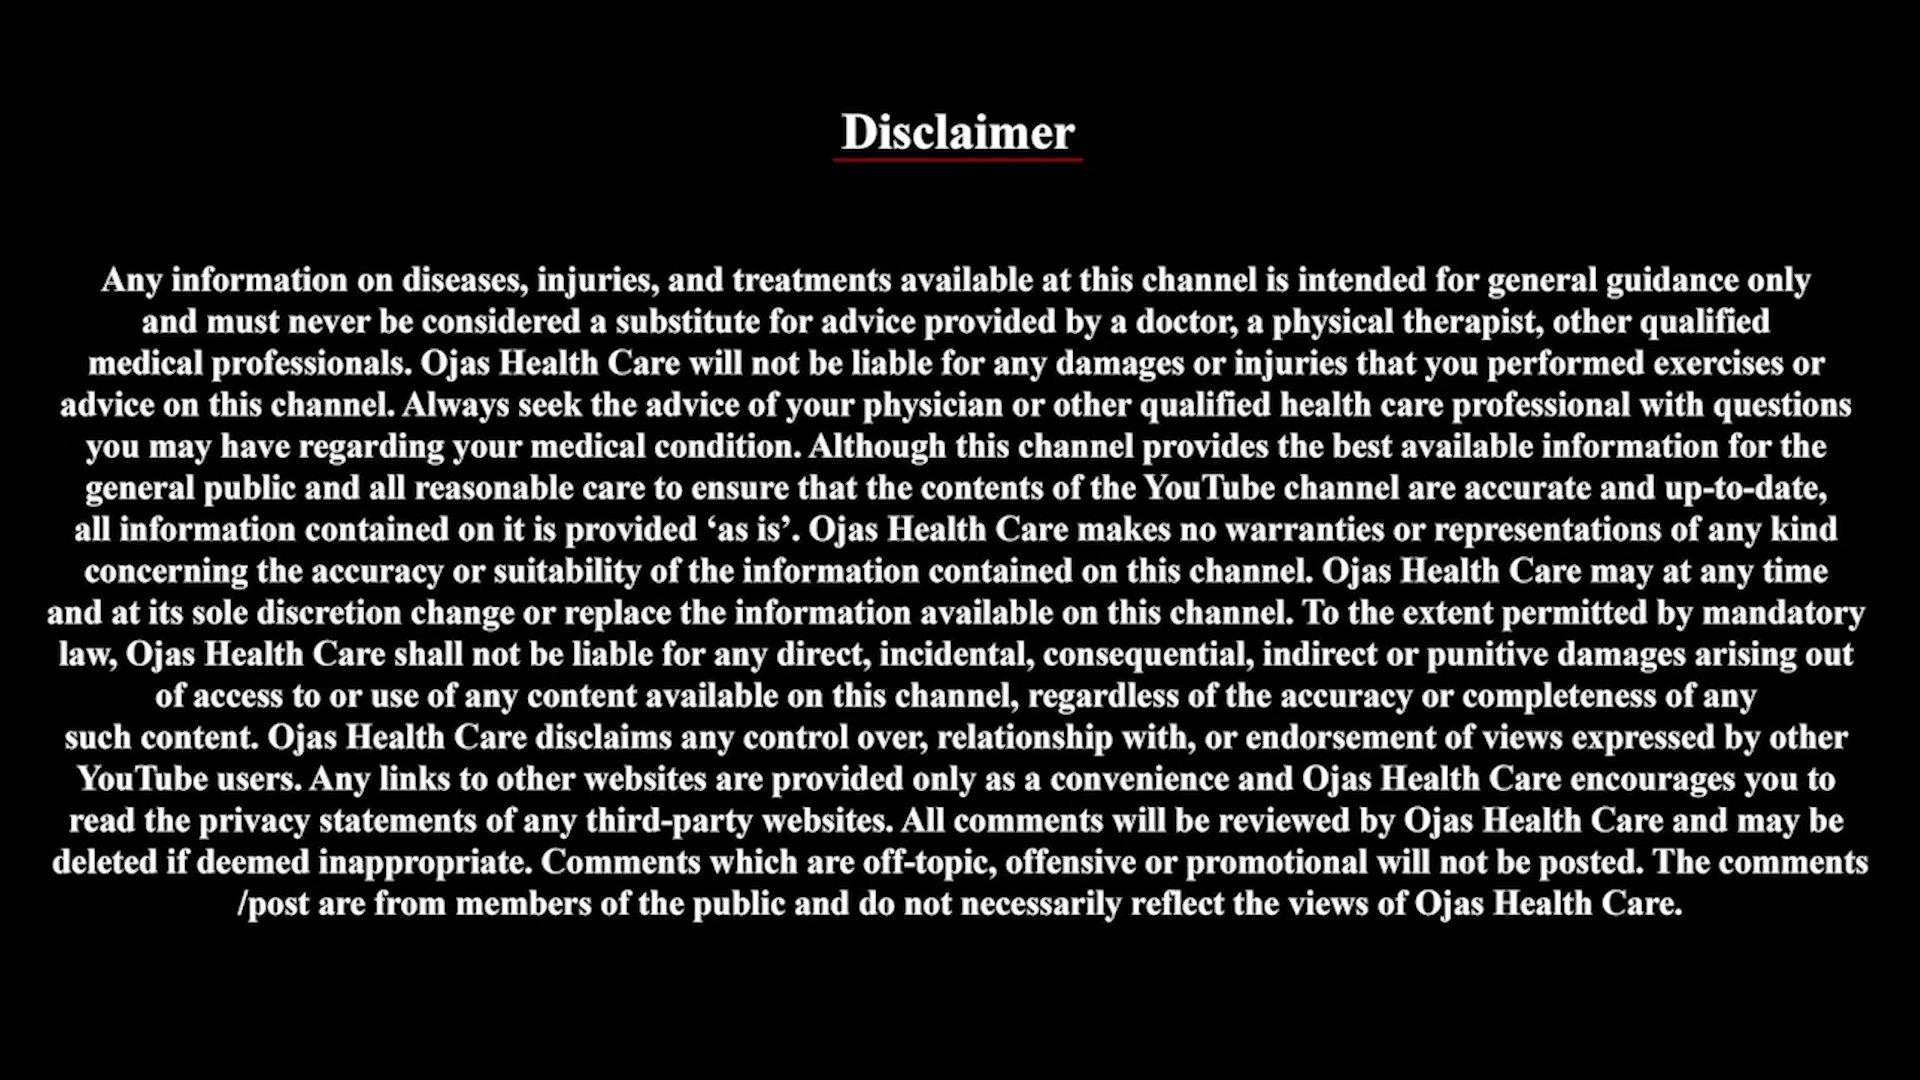 Disclaimer
Any information on diseases, injuries, and treatments available at this channel is intended for general guidance only
and must never be considered a substitute for advice provided by a doctor, a physical therapist, other qualified
medical professionals. Ojas Health Care will not be liable for any damages or injuries that you performed exercises or
advice on this channel. Always seek the advice of your physician or other qualified health care professional with questions
you may have regarding your medical condition. Although this channel provides the best available information for the
general public and all reasonable care to ensure that the contents of the YouTube channel are accurate and up-to-date,
all information contained on it is provided ‘as is’. Ojas Health Care makes no warranties or representations of any kind
concerning the accuracy or suitability of the information contained on this channel. Ojas Health Care may at any time
and at its sole discretion change or replace the information available on this channel. To the extent permitted by mandatory
law, Ojas Health Care shall not be liable for any direct, incidental, consequential, indirect or punitive damages arising out
of access to or use of any content available on this channel, regardless of the accuracy or completeness of any
such content. Ojas Health Care disclaims any control over, relationship with, or endorsement of views expressed by other
YouTube users. Any links to other websites are provided only as a convenience and Ojas Health Care encourages you to
read the privacy statements of any third-party websites. All comments will be reviewed by Ojas Health Care and may be
deleted if deemed inappropriate. Comments which are off-topic, offensive or promotional will not be posted. The comments
/post are from members of the public and do not necessarily reflect the views of Ojas Health Care.